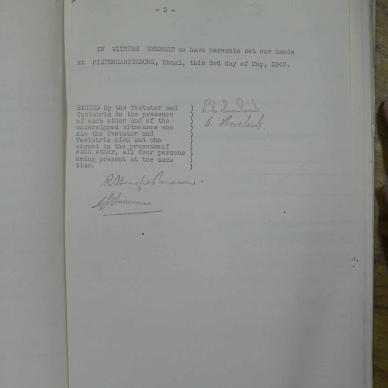 - 2 -
IN WITNESS WHEREOF we have hereunto set our hands
at PIETERMARITZBURG, Natal, this 3rd day of May, 1947.
SIGNED by the Testator and
Testatrix in the presence
of each other and of the
undersigned witnesses who
saw the Testator and
Testatrix sign and who
signed in the presence of
each other, all four persons
being present at the same
time.